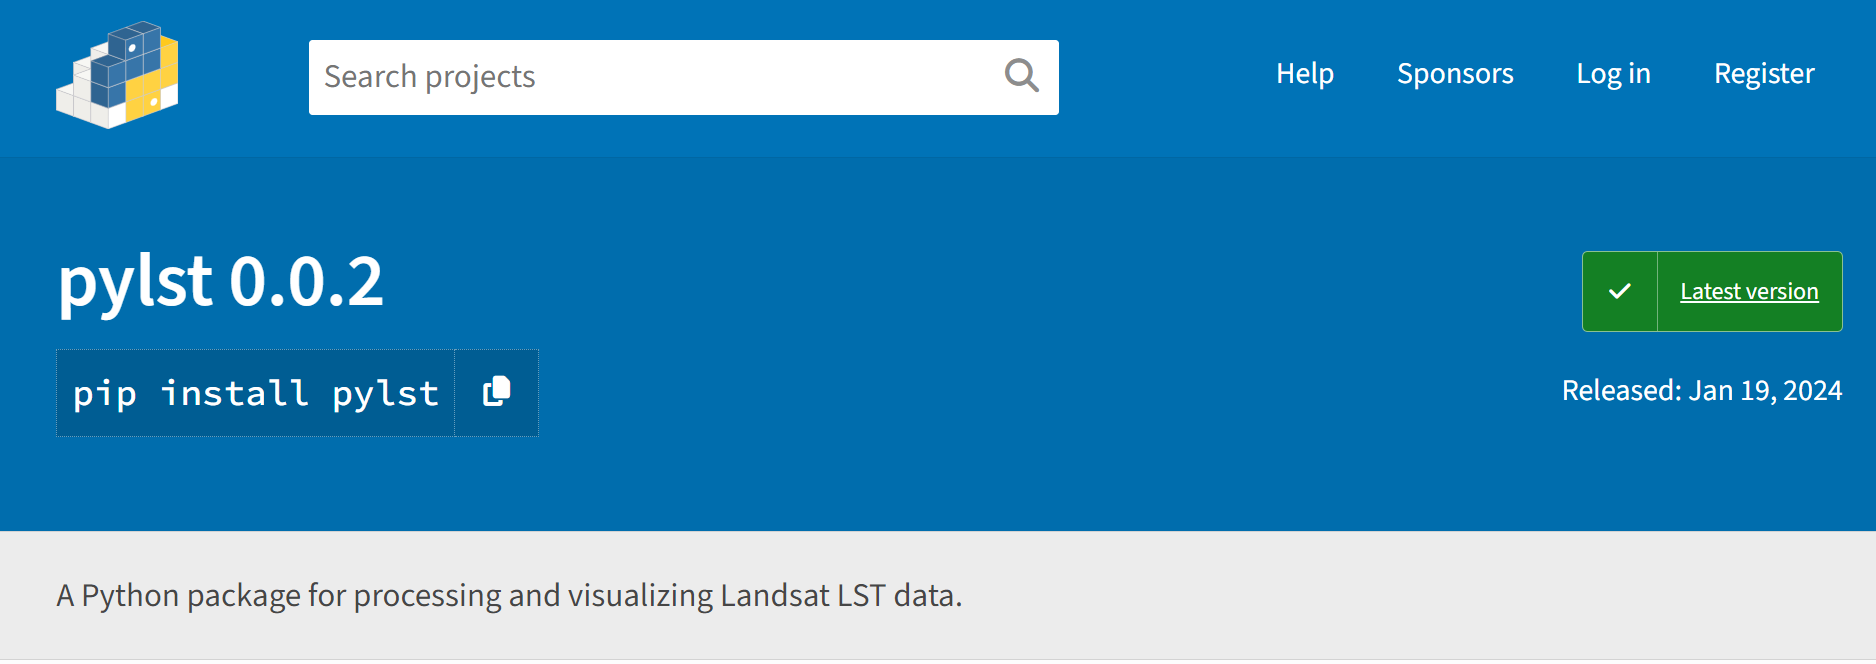 Search projects
Help Sponsors Log in Register
pylst 0.0.2
Latest version
pip install pylst
Released: Jan 19, 2024
A Python package for processing and visualizing Landsat LST data.